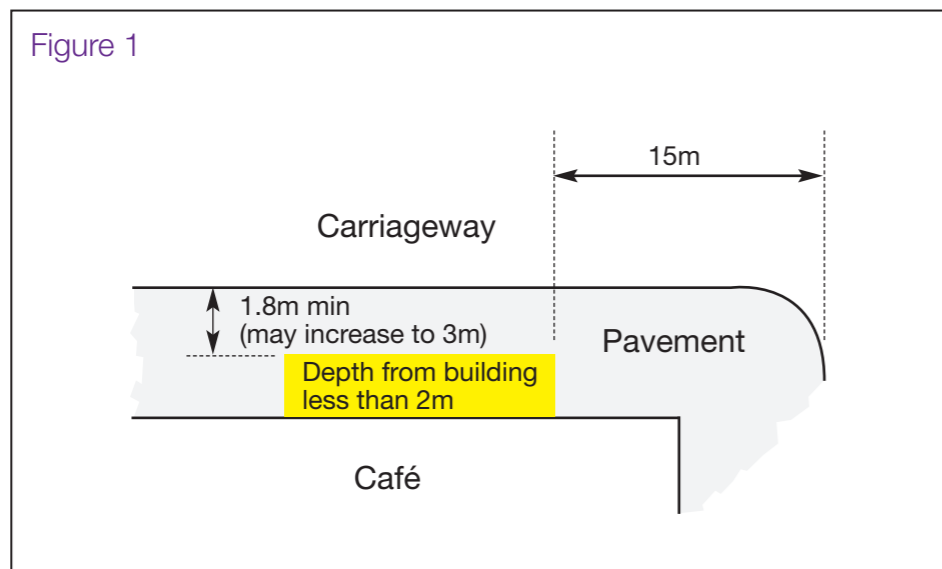 Figure 1
15m
Carriageway
1.8m min
(may increase to 3m)
Pavement
Depth from building
less than 2m
Café